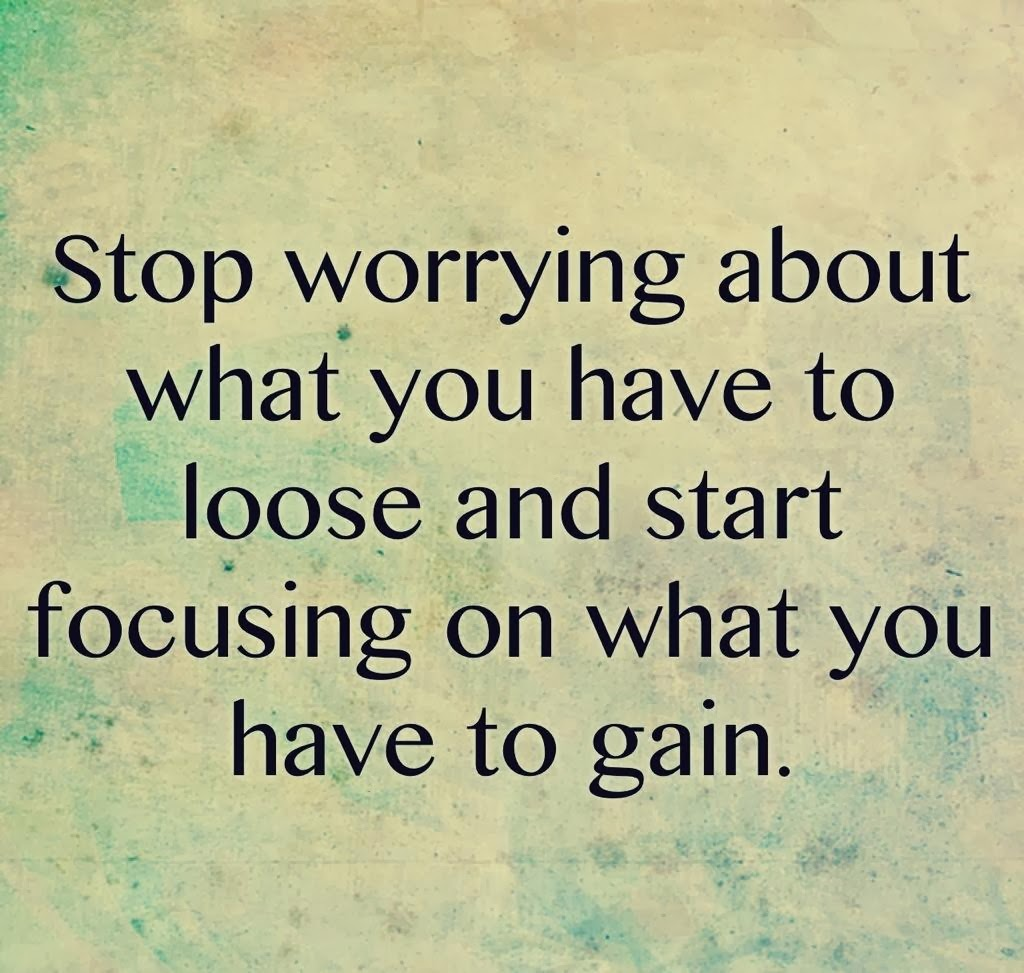 Stop worrying about
what you have to
loose and start
focusing on what you
have to gain.